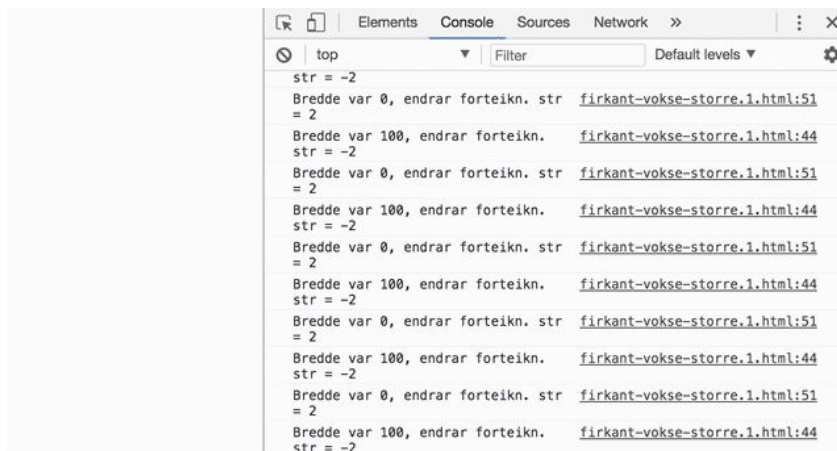 Elements Console Sources Network »
top Filter Default levels
str = -2
Bredde var 0, endrar forteikn. str firkant-vokse-storre.1.html:51
= 2
Bredde var 100, endrar forteikn. firkant-vokse-storre.1.html:44
str = -2
Bredde var 0, endrar forteikn. str firkant-vokse-storre.1.html:51
= 2
Bredde var 100, endrar forteikn. firkant-vokse-storre.1.html:44
str = -2
Bredde var 0, endrar forteikn. str firkant-vokse-storre.1.html:51
= 2
Bredde var 100, endrar forteikn. firkant-vokse-storre.1.html:44
str = -2
Bredde var 0, endrar forteikn. str firkant-vokse-storre.1.html:51
= 2
Bredde var 100, endrar forteikn. firkant-vokse-storre.1.html:44
str = -2
Bredde var 0, endrar forteikn. str firkant-vokse-storre.1.html:51
= 2
Bredde var 100, endrar forteikn. firkant-vokse-storre.1.html:44
str = -2